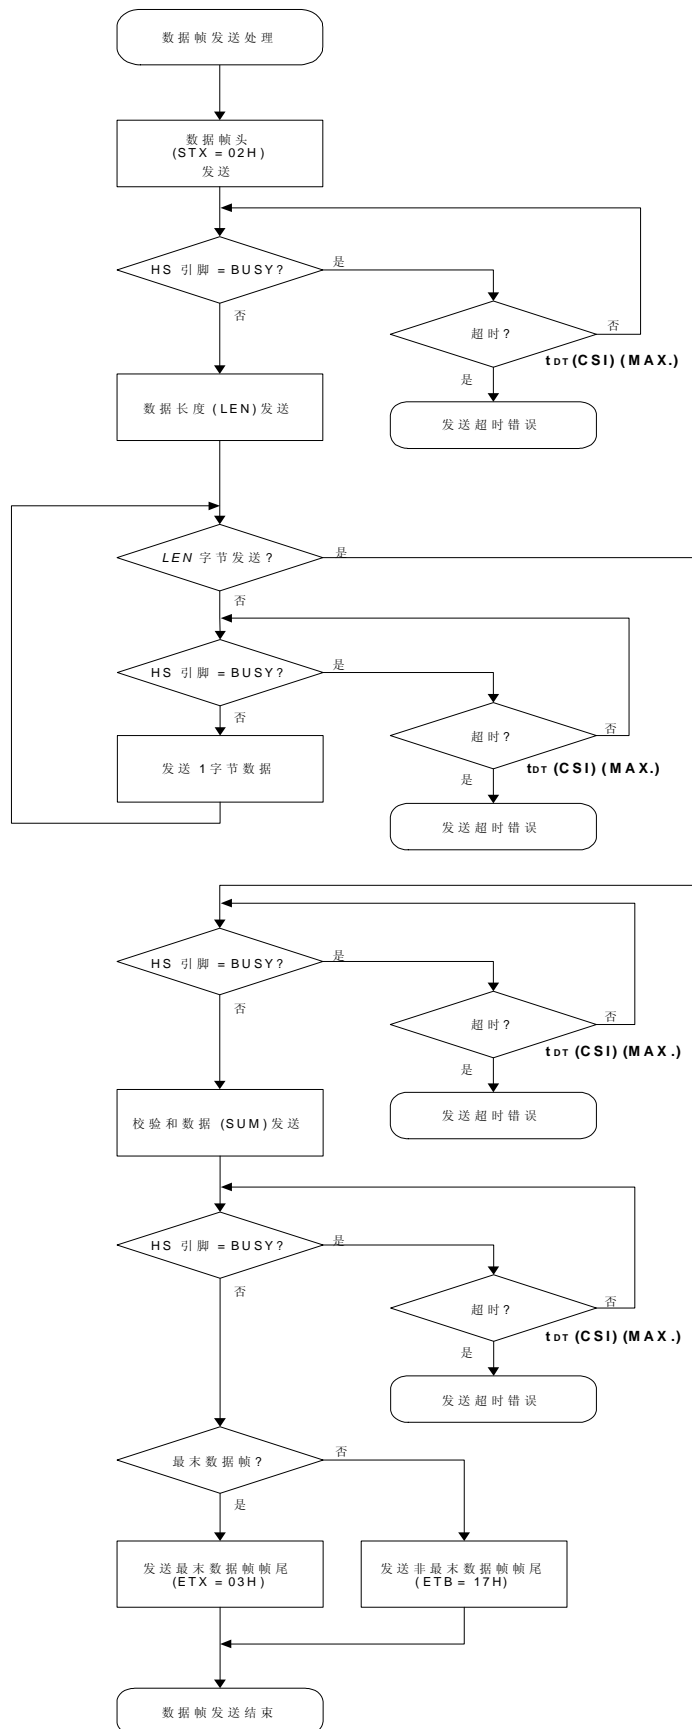 数据帧发送处理
数据帧头
(STX = 02H)
发送
HS 引脚 = BUSY?
是
否
超时?
否
tDT (CSI) (MAX.)
是
数据长度 (LEN)发送
发送超时错误
LEN 字节发送?
是
否
HS 引脚 = BUSY?
是
否
超时?
否
tDT (CSI) (MAX.)
是
发送 1字节数据
发送超时错误
HS 引脚 = BUSY?
是
否
超时?
否
tDT (CSI) (MAX.)
是
校验和数据 (SUM)发送
发送超时错误
HS 引脚 = BUSY?
是
否
超时?
否
tDT (CSI) (MAX.)
是
发送超时错误
最末数据帧?
否
是
发送最末数据帧帧尾
(ETX = 03H)
发送非最末数据帧帧尾
(ETB = 17H)
数据帧发送结束